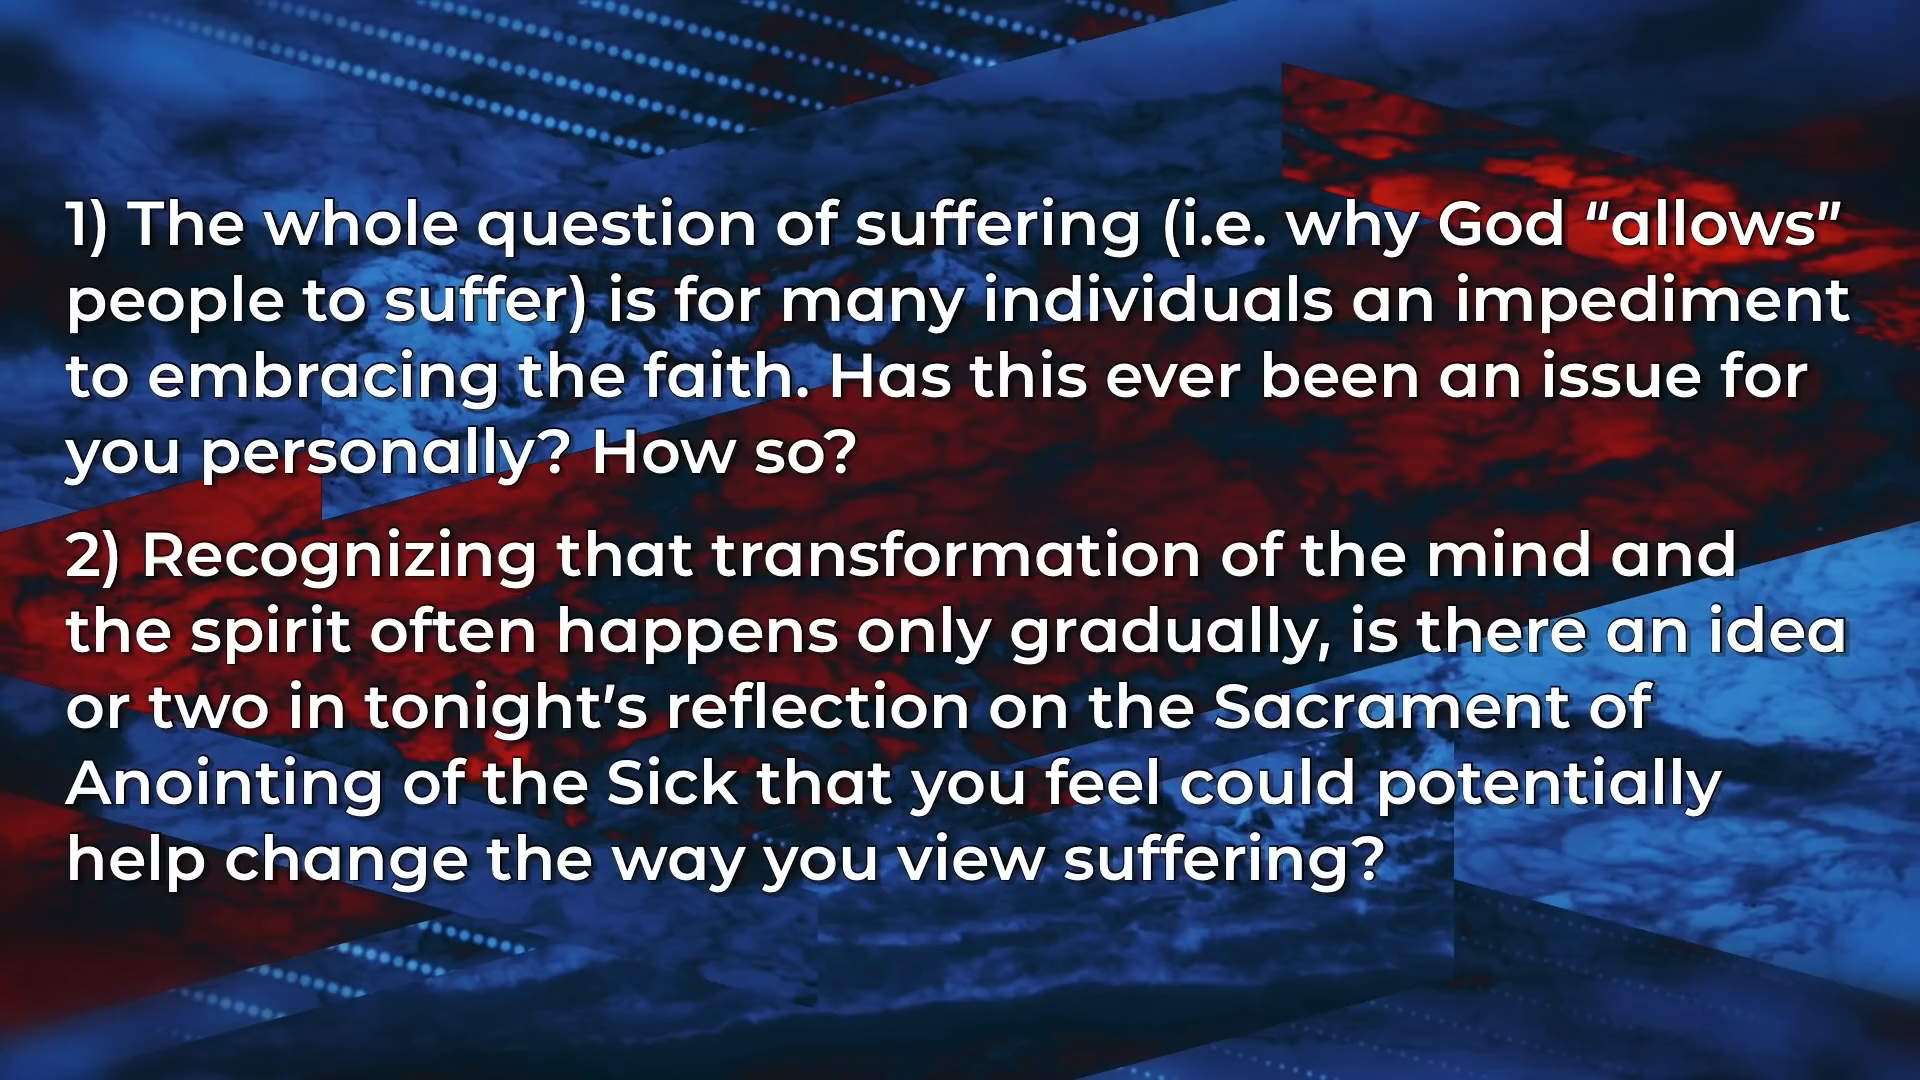 1) The whole question of suffering (i.e. why God “allows”
people to suffer) is for many individuals an impediment
to embracing the faith. Has this ever been an issue for
you personally? How so?
2) Recognizing that transformation of the mind and
the spirit often happens only gradually, is there an idea
or two in tonight’s reflection on the Sacrament of
Anointing of the Sick that you feel could potentially
help change the way you view suffering?